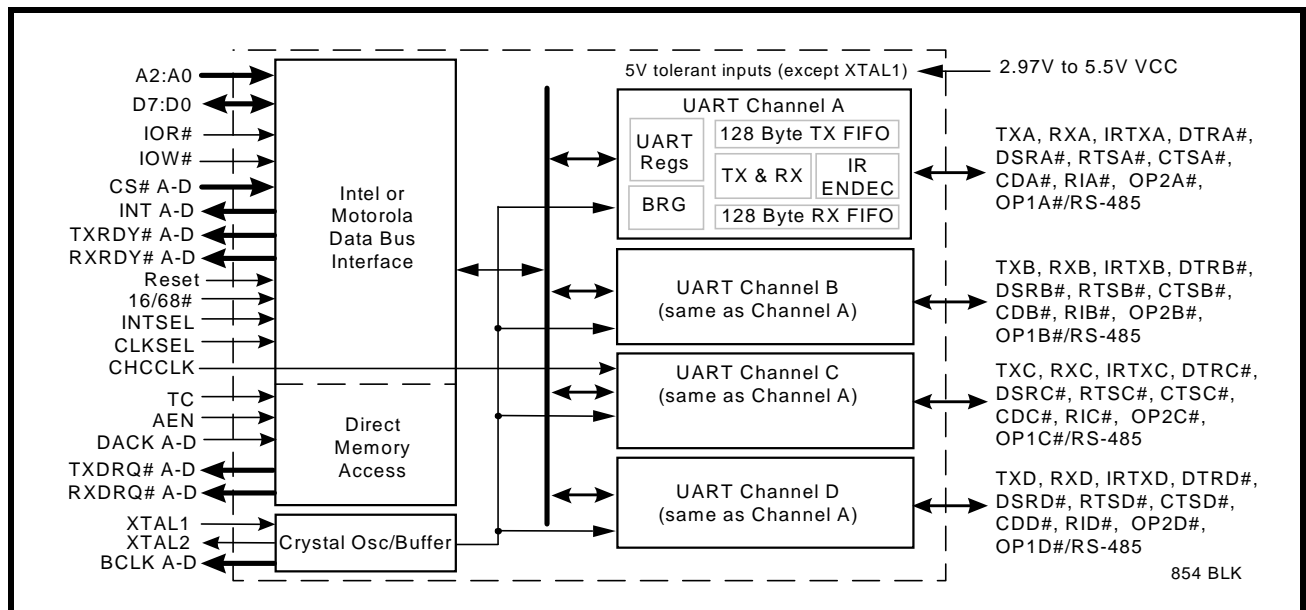 A2:A0
D7:D0
IOR#
IOW#
CS# A-D
INT A-D
TXRDY# A-D
RXRDY# A-D
Reset
16/68#
INTSEL
CLKSEL
CHCCLK
TC
AEN
DACK A-D
TXDRQ# A-D
RXDRQ# A-D
XTAL1
XTAL2
BCLK A-D
Intel or
Motorola
Data Bus
Interface
Direct
Memory
Access
Crystal Osc/Buffer
5V tolerant inputs (except XTAL1)
2.97V to 5.5V VCC
UART Channel A
UART
Regs
BRG
128 Byte TX FIFO
TX & RX
IR
ENDEC
128 Byte RX FIFO
TXA, RXA, IRTXA, DTRA#,
DSRA#, RTSA#, CTSA#,
CDA#, RIA#, OP2A#,
OP1A#/RS-485
UART Channel B
(same as Channel A)
TXB, RXB, IRTXB, DTRB#,
DSRB#, RTSB#, CTSB#,
CDB#, RIB#, OP2B#,
OP1B#/RS-485
UART Channel C
(same as Channel A)
TXC, RXC, IRTXC, DTRC#,
DSRC#, RTSC#, CTSC#,
CDC#, RIC#, OP2C#,
OP1C#/RS-485
UART Channel D
(same as Channel A)
TXD, RXD, IRTXD, DTRD#,
DSRD#, RTSD#, CTSD#,
CDD#, RID#, OP2D#,
OP1D#/RS-485
854 BLK